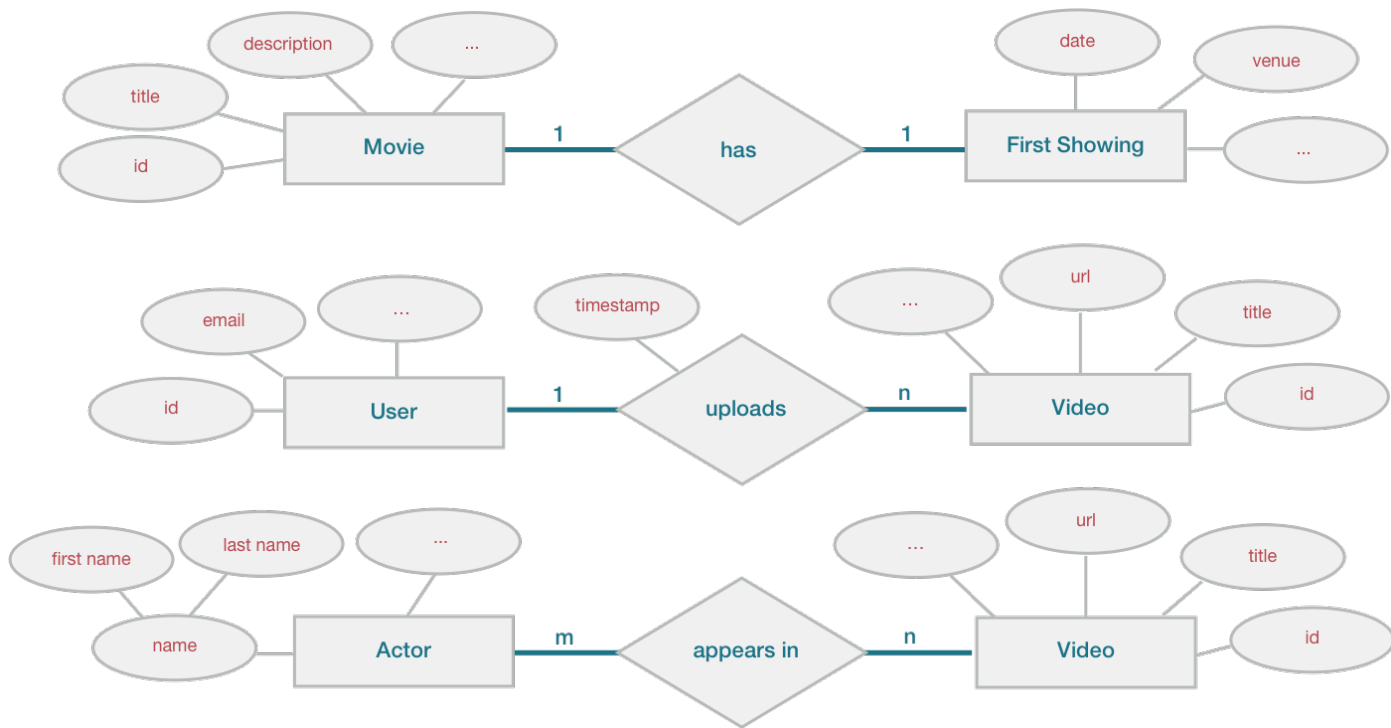 description
...
date
venue
title
Movie
1
has
1
First Showing
...
id
url
...
timestamp
...
email
title
id
User
1
uploads
n
Video
id
url
last name
...
...
first name
title
name
Actor
m
appears in
n
Video
id